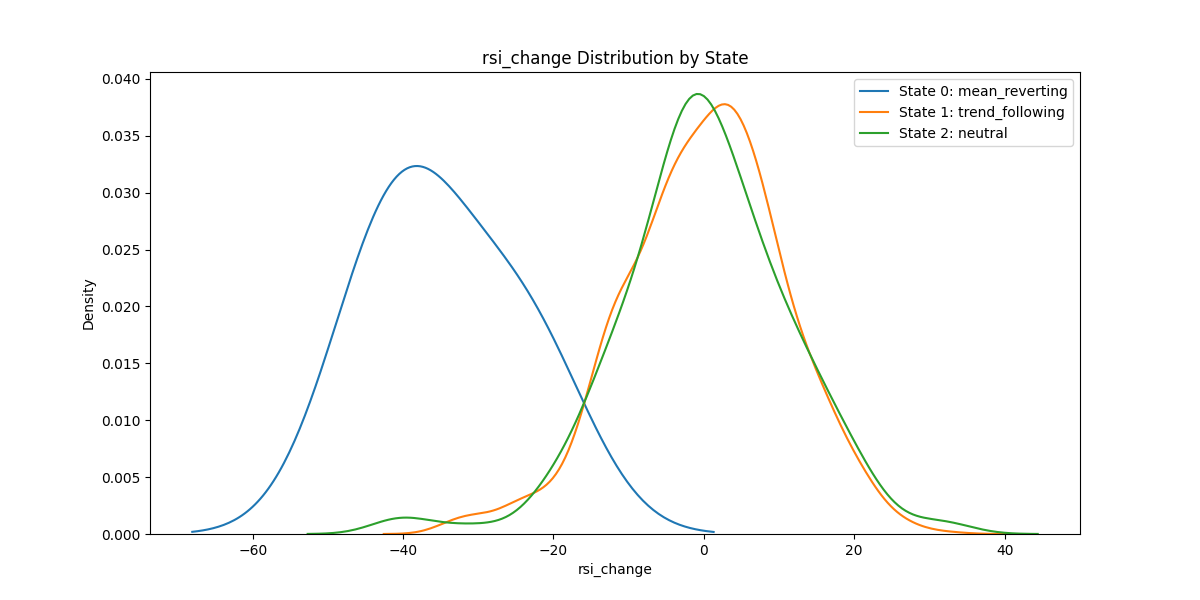 rsi_change Distribution by State
State 0: mean_reverting
State 1: trend_following
State 2: neutral
Density
0.040
0.035
0.030
0.025
0.020
0.015
0.010
0.005
0.000
−60
−40
−20
0
20
40
rsi_change